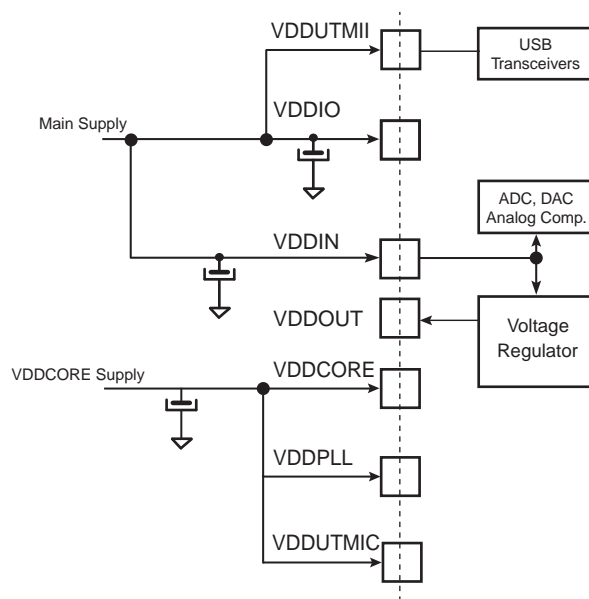 VDDUTMII
USB
Transceivers
VDDIO
Main Supply
ADC, DAC
Analog Comp.
VDDIN
VDDOUT
Voltage
Regulator
VDDCORE
VDDCORE Supply
VDDPLL
VDDUTMIC